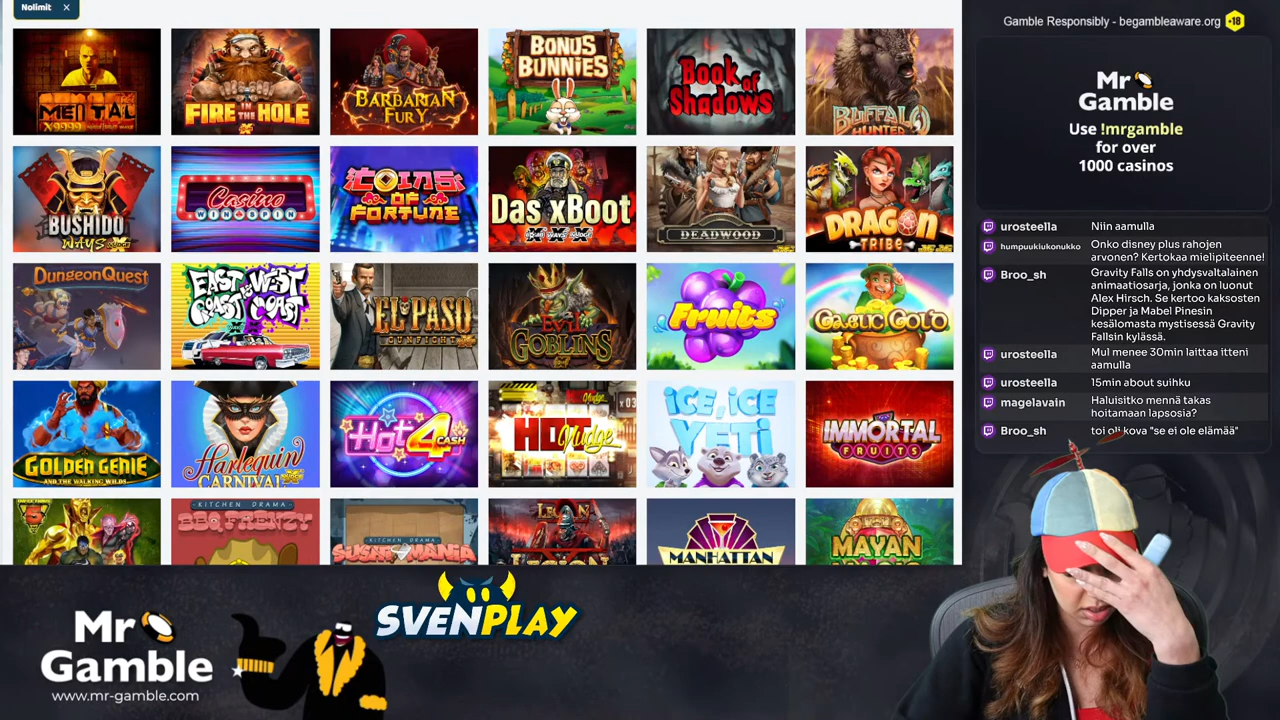 Nolimit
Gamble Responsibly - begambleaware.org +18
MENTAL
X9999
FIRE IN THE HOLE
BARBARIAN FURY
BONUS BUNNIES
Book of Shadows
BUFFALO HUNTER
BUSHIDO WAYS
Casino WIN SPIN
COINS OF FORTUNE
Das xBoot
DEADWOOD
DRAGON TRIBE
DUNGEONQUEST
EAST COAST VS WEST COAST
EL PASO GUNFIGHT
EVIL GOBLINS
Fruits
GAELIC GOLD
GOLDEN GENIE
AND THE WALKING WILDS
Harlequin CARNIVAL
Hot 4 CASH
HOT Nudge
x03
ICE, ICE YETI
IMMORTAL FRUITS
KITCHEN DRAMA
BBQ FRENZY
KITCHEN DRAMA
SUSHI MANIA
MANHATTAN
MAYAN
Mr Gamble
Use !mrgamble
for over
1000 casinos
urosteella Niin aamulla
humpuukiukonukko Onko disney plus rahojen
arvonen? Kertokaa mielipiteenne!
Broo_sh Gravity Falls on yhdysvaltalainen
animaatiosarja, jonka on luonut
Alex Hirsch. Se kertoo kaksosten
Dipper ja Mabel Pinesin
kesälomasta mystisessä Gravity
Fallsin kylässä.
urosteella Mul menee 30min laittaa itteni
aamulla
urosteella 15min about suihku
magelavain Haluisitko mennä takas
hoitamaan lapsosia?
Broo_sh toi oli kova "se ei ole elämää"
Mr
Gamble
www.mr-gamble.com
SVENPLAY